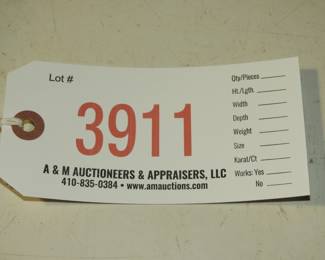 Lot #
3911
A & M AUCTIONEERS & APPRAISERS, LLC
410-835-0384 • www.amauctions.com
Qty/Pieces
Ht./Lgth.
Width
Depth
Weight
Size
Karat/Ct
Works: Yes
No